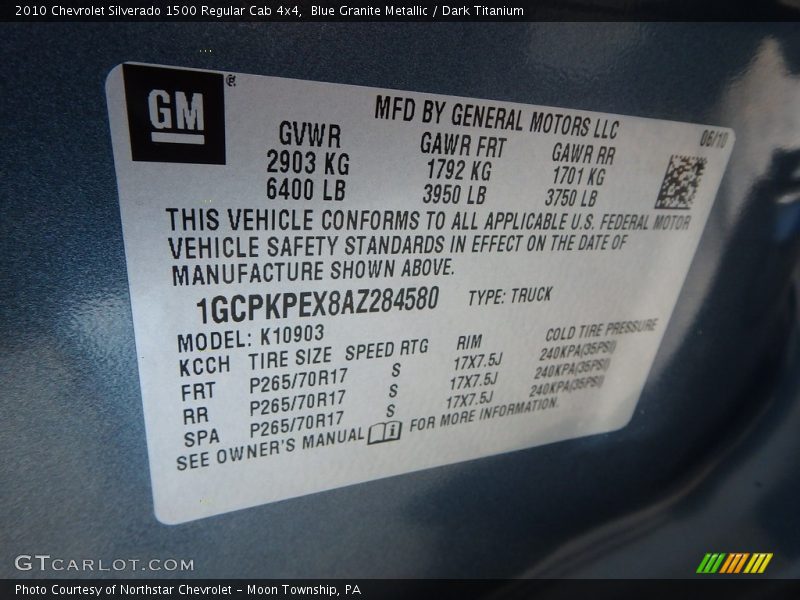 2010 Chevrolet Silverado 1500 Regular Cab 4x4,  Blue Granite Metallic / Dark Titanium
GM®
MFD BY GENERAL MOTORS LLC
06/10
GVWR GAWR FRT GAWR RR
2903 KG 1792 KG 1701 KG
6400 LB 3950 LB 3750 LB
THIS VEHICLE CONFORMS TO ALL APPLICABLE U.S. FEDERAL MOTOR
VEHICLE SAFETY STANDARDS IN EFFECT ON THE DATE OF
MANUFACTURE SHOWN ABOVE.
1GCPKPEX8AZ284580 TYPE: TRUCK
MODEL: K10903
KCCH TIRE SIZE SPEED RTG RIM COLD TIRE PRESSURE
FRT P265/70R17 S 17X7.5J 240KPA(35PSI)
RR P265/70R17 S 17X7.5J 240KPA(35PSI)
SPA P265/70R17 S 17X7.5J 240KPA(35PSI)
SEE OWNER'S MANUAL FOR MORE INFORMATION.
GTCARLOT.COM
Photo Courtesy of Northstar Chevrolet - Moon Township, PA